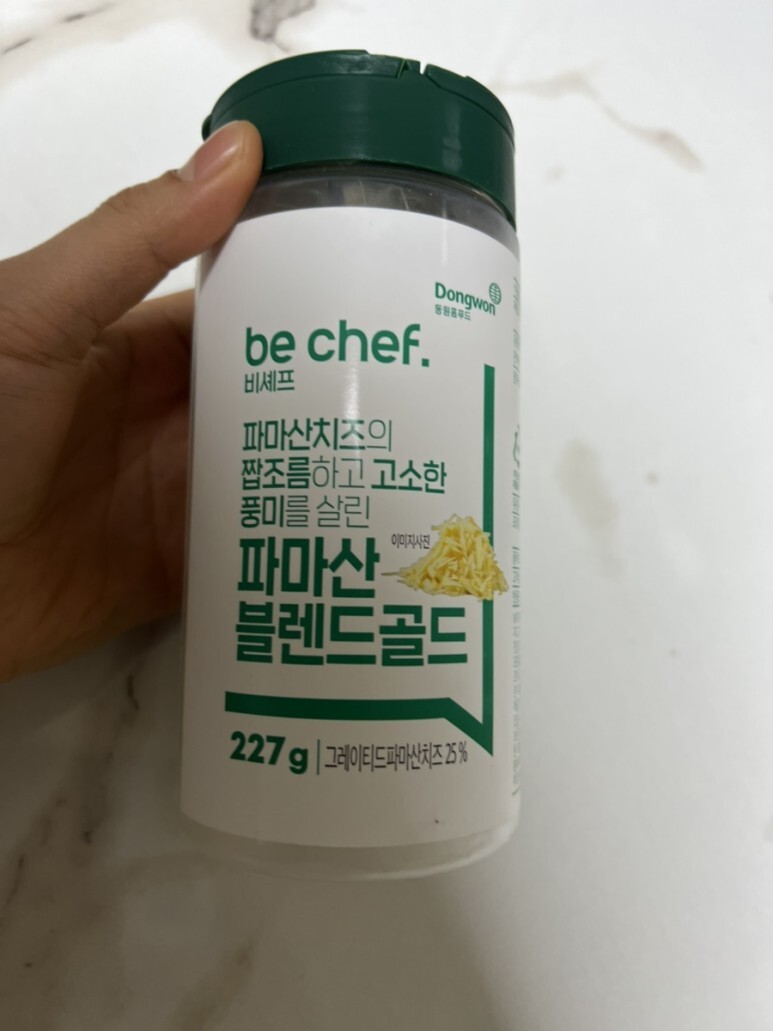 Dongwon
동원홈푸드
be chef.
비셰프
파마산치즈의
짭조름하고 고소한
풍미를 살린
이미지사진
파마산
블렌드골드
227g | 그레이티드파마산치즈 25 %